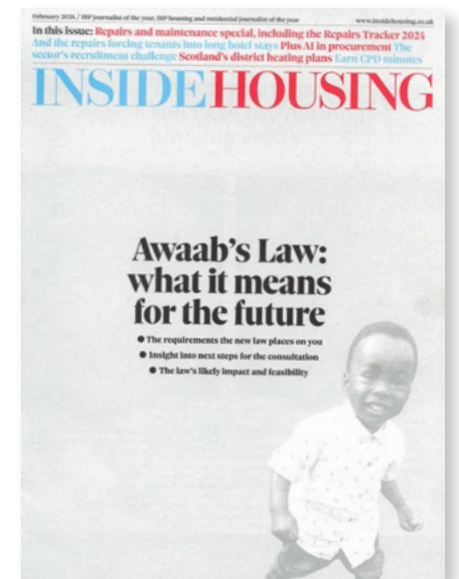 February 2024 / IBP journalist of the year, IBP housing and residential journalist of the year
www.insidehousing.co.uk
In this issue: Repairs and maintenance special, including the Repairs Tracker 2024
And the repairs forcing tenants into long hotel stays Plus AI in procurement The
sector's recruitment challenge Scotland's district heating plans Earn CPD minutes
INSIDEHOUSING
Awaab's Law:
what it means
for the future
● The requirements the new law places on you
● Insight into next steps for the consultation
● The law's likely impact and feasibility